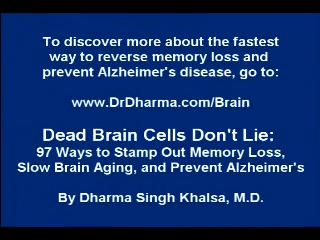 To discover more about the fastest
way to reverse memory loss and
prevent Alzheimer's disease, go to:
www.DrDharma.com/Brain
Dead Brain Cells Don't Lie:
97 Ways to Stamp Out Memory Loss,
Slow Brain Aging, and Prevent Alzheimer's
By Dharma Singh Khalsa, M.D.